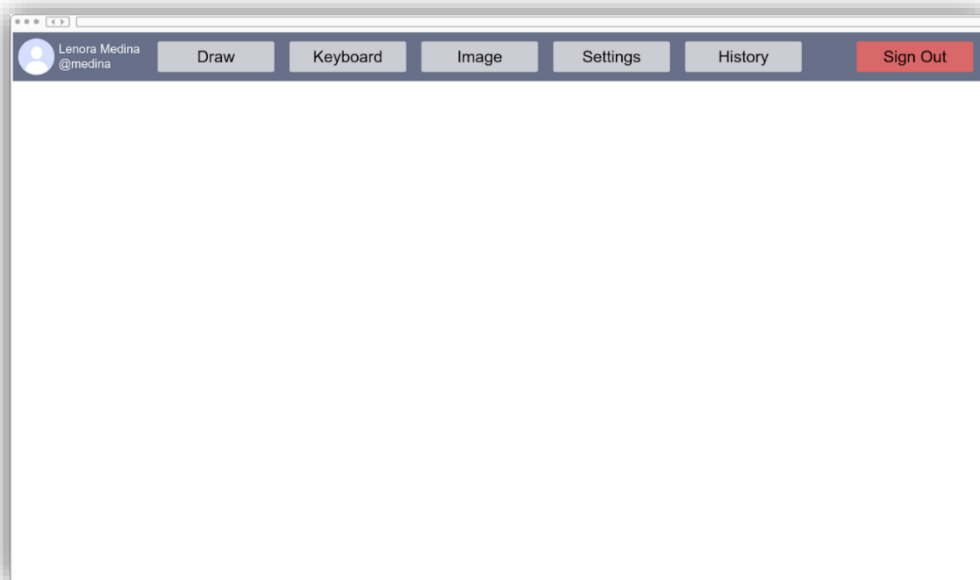 Lenora Medina
@medina
Draw
Keyboard
Image
Settings
History
Sign Out